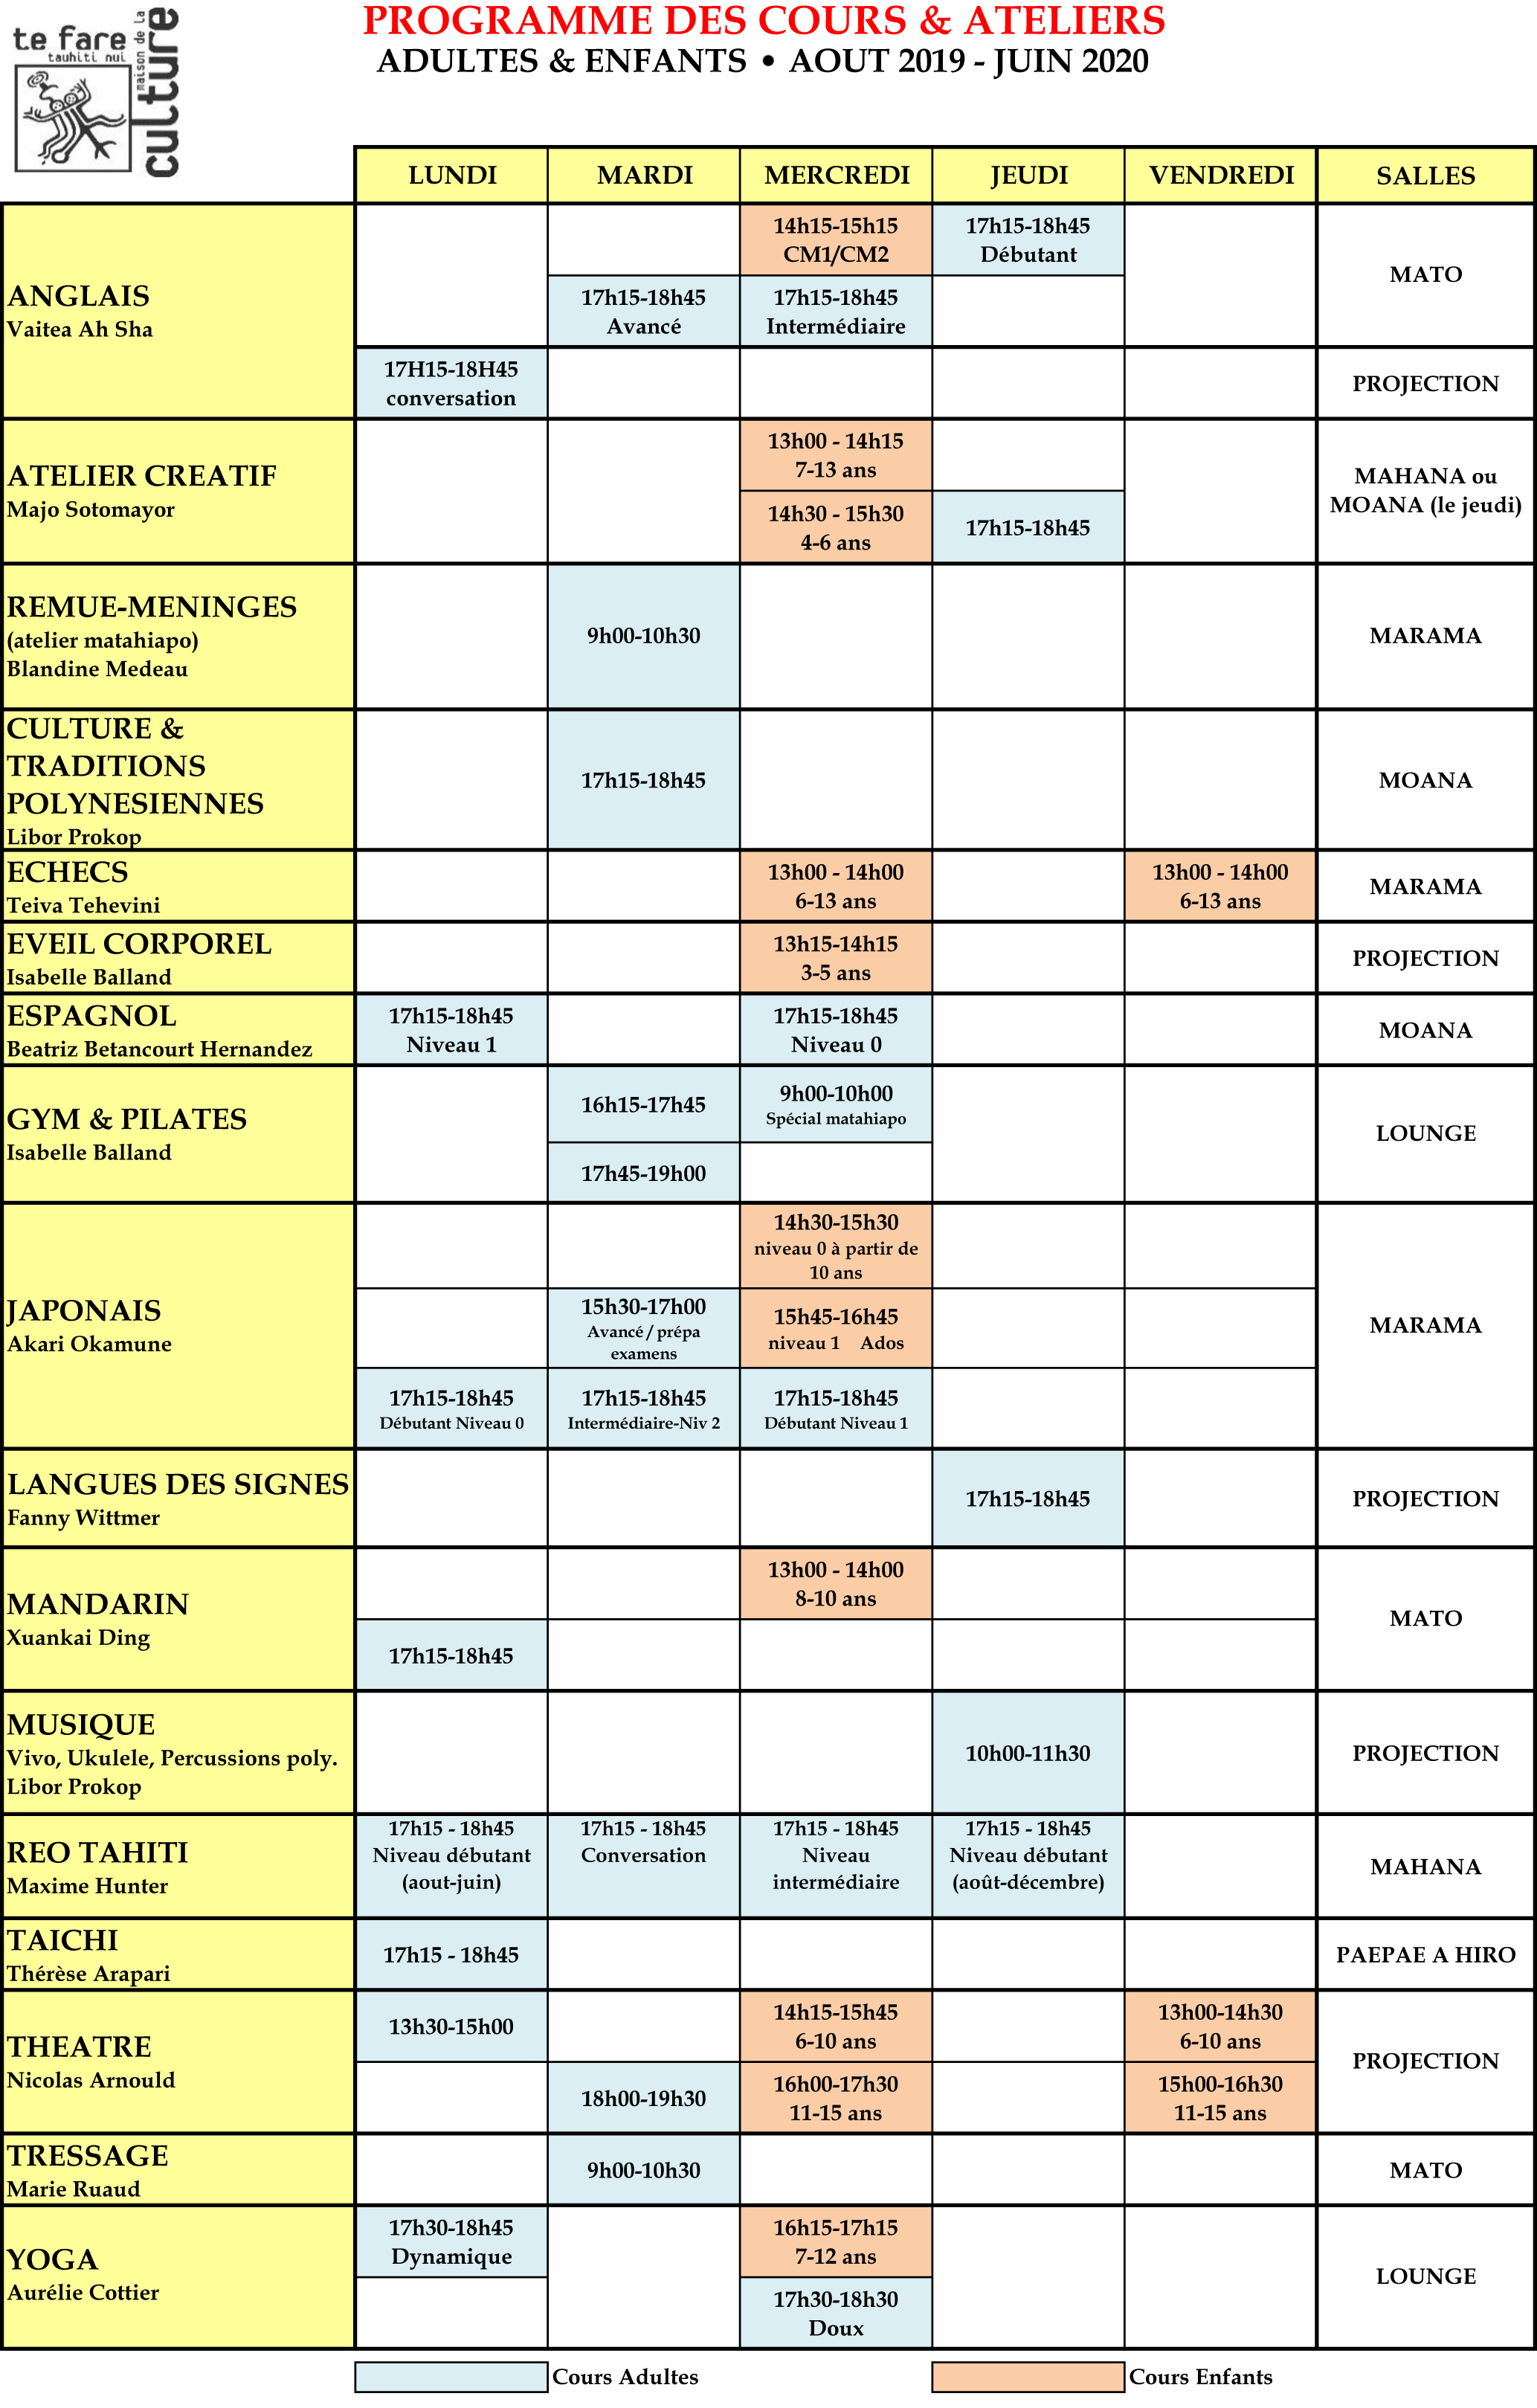 te fare
tauhiti nui
maison de la
culture
PROGRAMME DES COURS & ATELIERS
ADULTES & ENFANTS • AOUT 2019 - JUIN 2020
LUNDI
MARDI
MERCREDI
JEUDI
VENDREDI
SALLES
ANGLAIS
Vaitea Ah Sha
14h15-15h15
CM1/CM2
17h15-18h45
Débutant
17h15-18h45
Avancé
17h15-18h45
Intermédiaire
MATO
17H15-18H45
conversation
PROJECTION
ATELIER CREATIF
Majo Sotomayor
13h00 - 14h15
7-13 ans
14h30 - 15h30
4-6 ans
17h15-18h45
MAHANA ou
MOANA (le jeudi)
REMUE-MENINGES
(atelier matahiapo)
Blandine Medeau
9h00-10h30
MARAMA
CULTURE &
TRADITIONS
POLYNESIENNES
Libor Prokop
17h15-18h45
MOANA
ECHECS
Teiva Tehevini
13h00 - 14h00
6-13 ans
13h00 - 14h00
6-13 ans
MARAMA
EVEIL CORPOREL
Isabelle Balland
13h15-14h15
3-5 ans
PROJECTION
ESPAGNOL
Beatriz Betancourt Hernandez
17h15-18h45
Niveau 1
17h15-18h45
Niveau 0
MOANA
GYM & PILATES
Isabelle Balland
16h15-17h45
9h00-10h00
Spécial matahiapo
17h45-19h00
LOUNGE
JAPONAIS
Akari Okamune
14h30-15h30
niveau 0 à partir de
10 ans
15h30-17h00
Avancé / prépa
examens
15h45-16h45
niveau 1 Ados
17h15-18h45
Débutant Niveau 0
17h15-18h45
Intermédiaire-Niv 2
17h15-18h45
Débutant Niveau 1
MARAMA
LANGUES DES SIGNES
Fanny Wittmer
17h15-18h45
PROJECTION
MANDARIN
Xuankai Ding
13h00 - 14h00
8-10 ans
17h15-18h45
MATO
MUSIQUE
Vivo, Ukulele, Percussions poly.
Libor Prokop
10h00-11h30
PROJECTION
REO TAHITI
Maxime Hunter
17h15 - 18h45
Niveau débutant
(aout-juin)
17h15 - 18h45
Conversation
17h15 - 18h45
Niveau
intermédiaire
17h15 - 18h45
Niveau débutant
(août-décembre)
MAHANA
TAICHI
Thérèse Arapari
17h15 - 18h45
PAEPAE A HIRO
THEATRE
Nicolas Arnould
13h30-15h00
14h15-15h45
6-10 ans
13h00-14h30
6-10 ans
18h00-19h30
16h00-17h30
11-15 ans
15h00-16h30
11-15 ans
PROJECTION
TRESSAGE
Marie Ruaud
9h00-10h30
MATO
YOGA
Aurélie Cottier
17h30-18h45
Dynamique
16h15-17h15
7-12 ans
17h30-18h30
Doux
LOUNGE
Cours Adultes
Cours Enfants